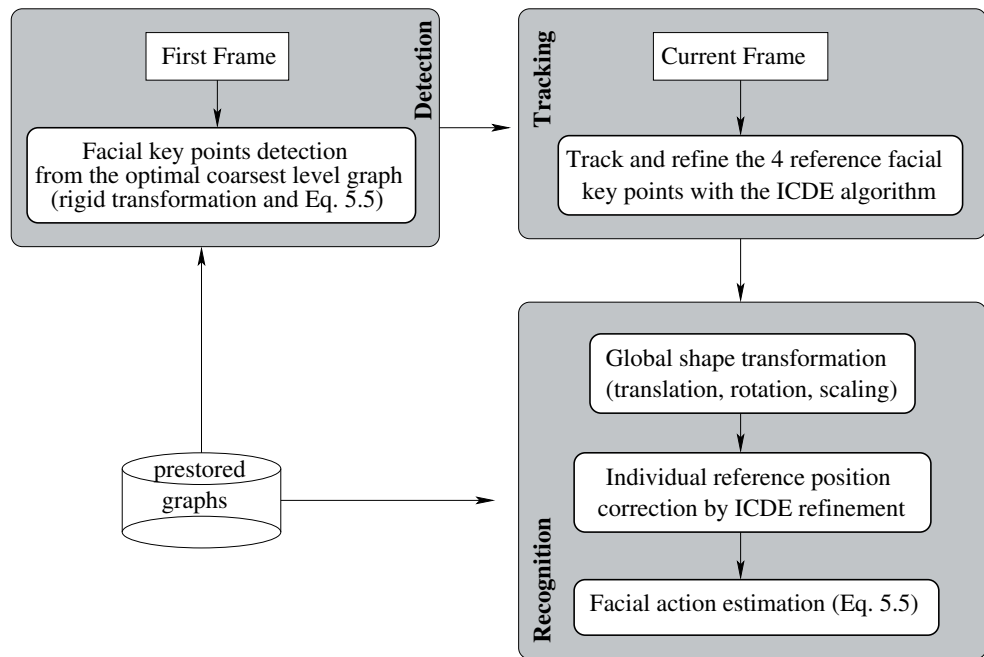 First Frame
Facial key points detection
from the optimal coarsest level graph
(rigid transformation and Eq. 5.5)
Detection
Tracking
Current Frame
Track and refine the 4 reference facial
key points with the ICDE algorithm
prestored
graphs
Recognition
Global shape transformation
(translation, rotation, scaling)
Individual reference position
correction by ICDE refinement
Facial action estimation (Eq. 5.5)